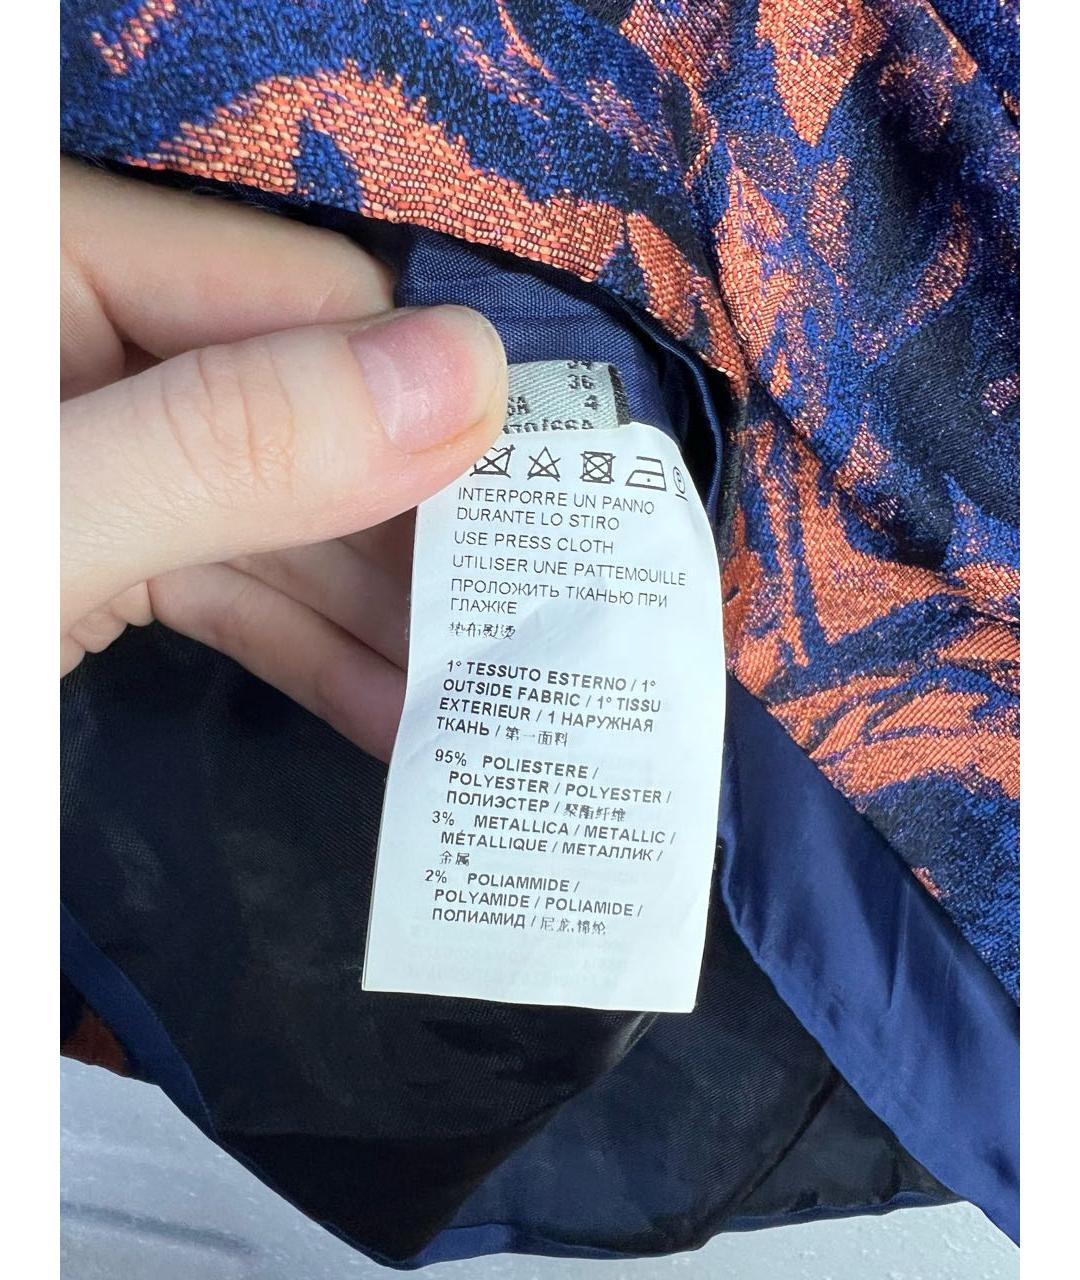 36
4
INTERPORRE UN PANNO
DURANTE LO STIRO
USE PRESS CLOTH
UTILISER UNE PATTEMOUILLE
ПРОЛОЖИТЬ ТКАНЬЮ ПРИ
ГЛАЖКЕ
垫布熨烫
1° TESSUTO ESTERNO / 1°
OUTSIDE FABRIC / 1° TISSU
EXTERIEUR / 1 НАРУЖНАЯ
ТКАНЬ / 第一面料
95% POLIESTERE /
POLYESTER / POLYESTER /
ПОЛИЭСТЕР / 聚酯纤维
3% METALLICA / METALLIC /
MÉTALLIQUE / МЕТАЛЛИК /
金属
2% POLIAMMIDE /
POLYAMIDE / POLIAMIDE /
ПОЛИАМИД / 尼龙,锦纶